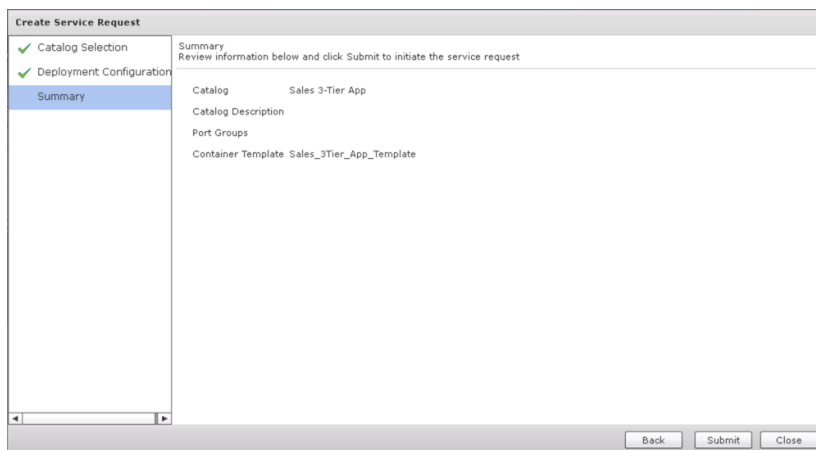 Create Service Request
Catalog Selection
Deployment Configuration
Summary
Summary
Review information below and click Submit to initiate the service request
Catalog Sales 3-Tier App
Catalog Description
Port Groups
Container Template Sales_3Tier_App_Template
Back Submit Close